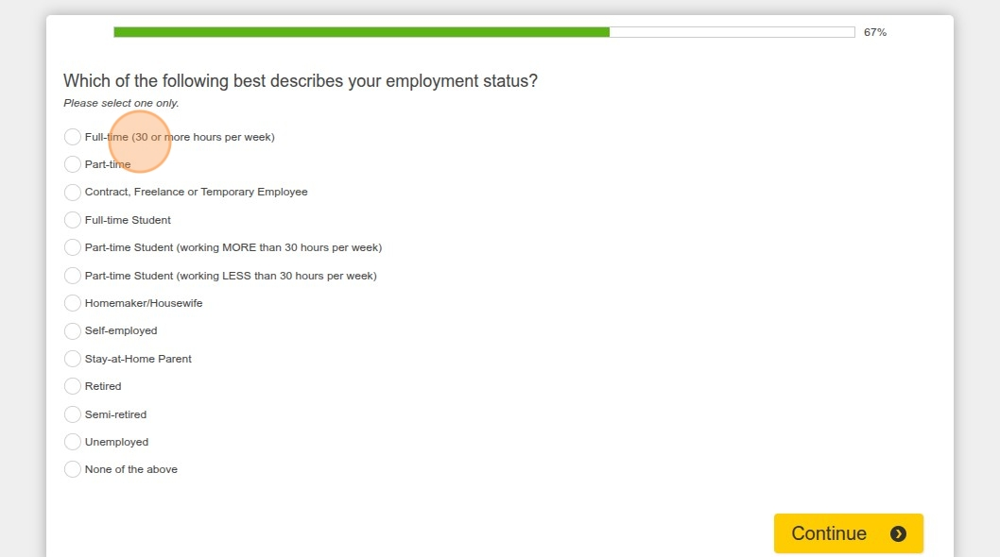 67%
Which of the following best describes your employment status?
Please select one only.
Full-time (30 or more hours per week)
Part-time
Contract, Freelance or Temporary Employee
Full-time Student
Part-time Student (working MORE than 30 hours per week)
Part-time Student (working LESS than 30 hours per week)
Homemaker/Housewife
Self-employed
Stay-at-Home Parent
Retired
Semi-retired
Unemployed
None of the above
Continue